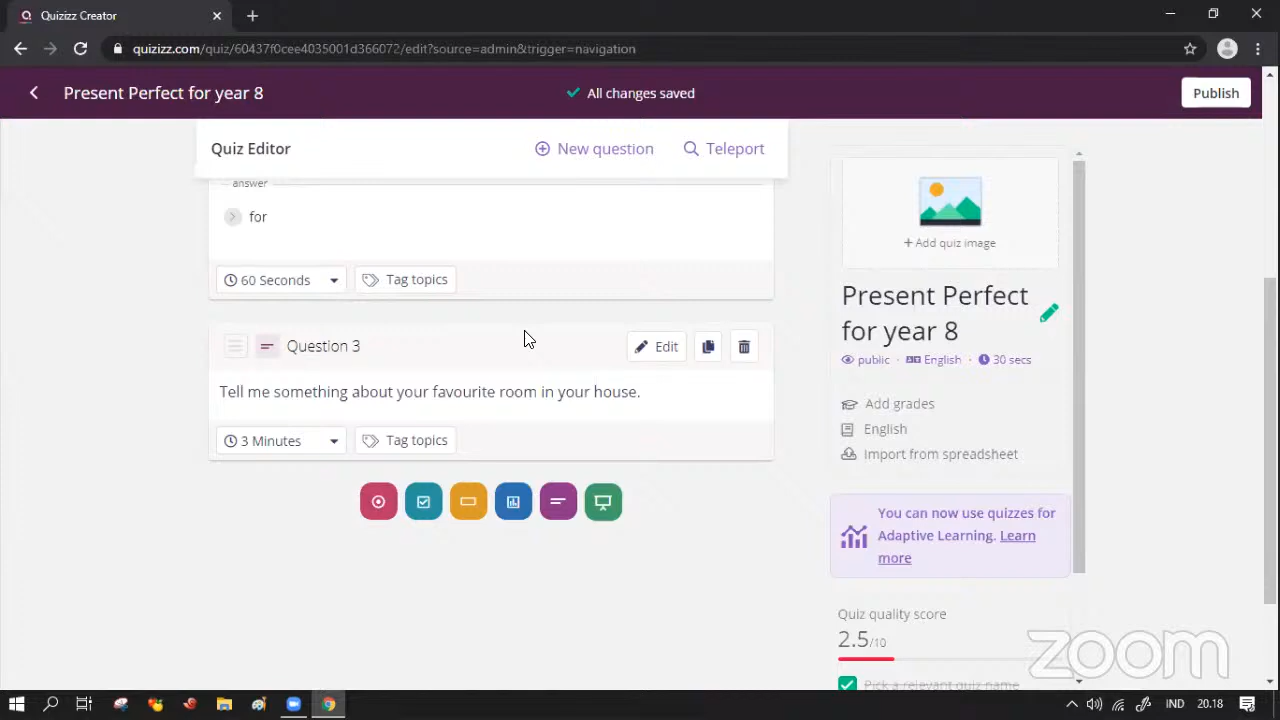 Quizizz Creator
quizizz.com/quiz/60437f0cee4035001d366072/edit?source=admin&trigger=navigation
Present Perfect for year 8
All changes saved
Publish
Quiz Editor
New question
Teleport
answer
for
60 Seconds
Tag topics
Question 3
Edit
Tell me something about your favourite room in your house.
3 Minutes
Tag topics
+ Add quiz image
Present Perfect
for year 8
public · English · 30 secs
Add grades
English
Import from spreadsheet
You can now use quizzes for
Adaptive Learning. Learn
more
Quiz quality score
2.5/10
Pick a relevant quiz name
zoom
IND 20.18